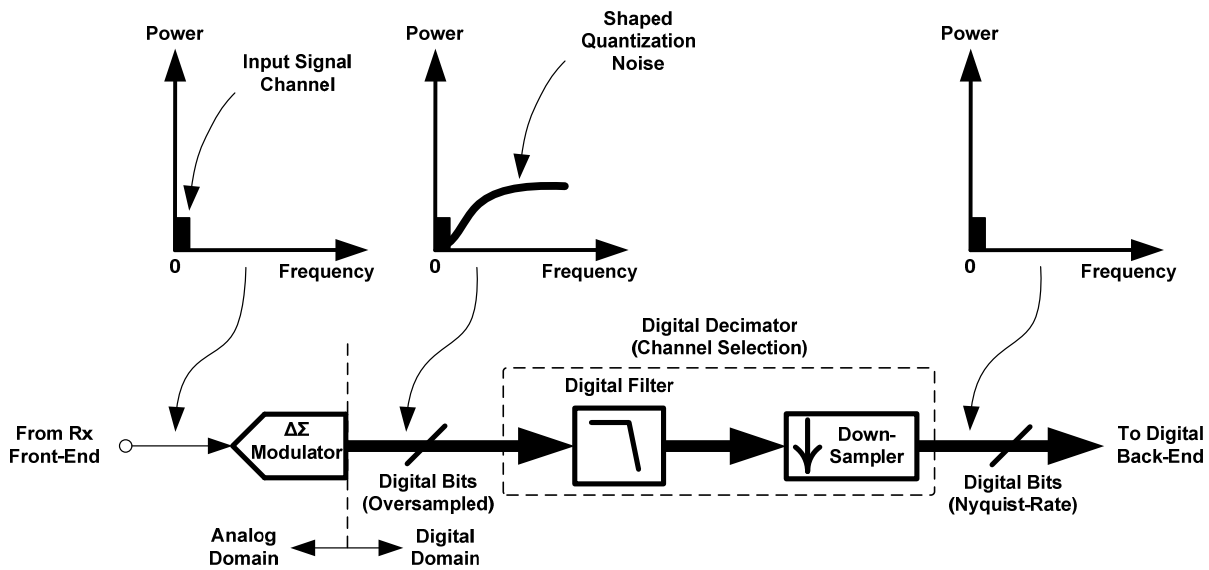 Power
Input Signal
Channel
0
Frequency
Power
Shaped
Quantization
Noise
0
Frequency
Power
0
Frequency
Digital Decimator
(Channel Selection)
From Rx
Front-End
ΔΣ
Modulator
Digital Bits
(Oversampled)
Digital Filter
Down-
Sampler
Digital Bits
(Nyquist-Rate)
To Digital
Back-End
Analog
Domain
Digital
Domain